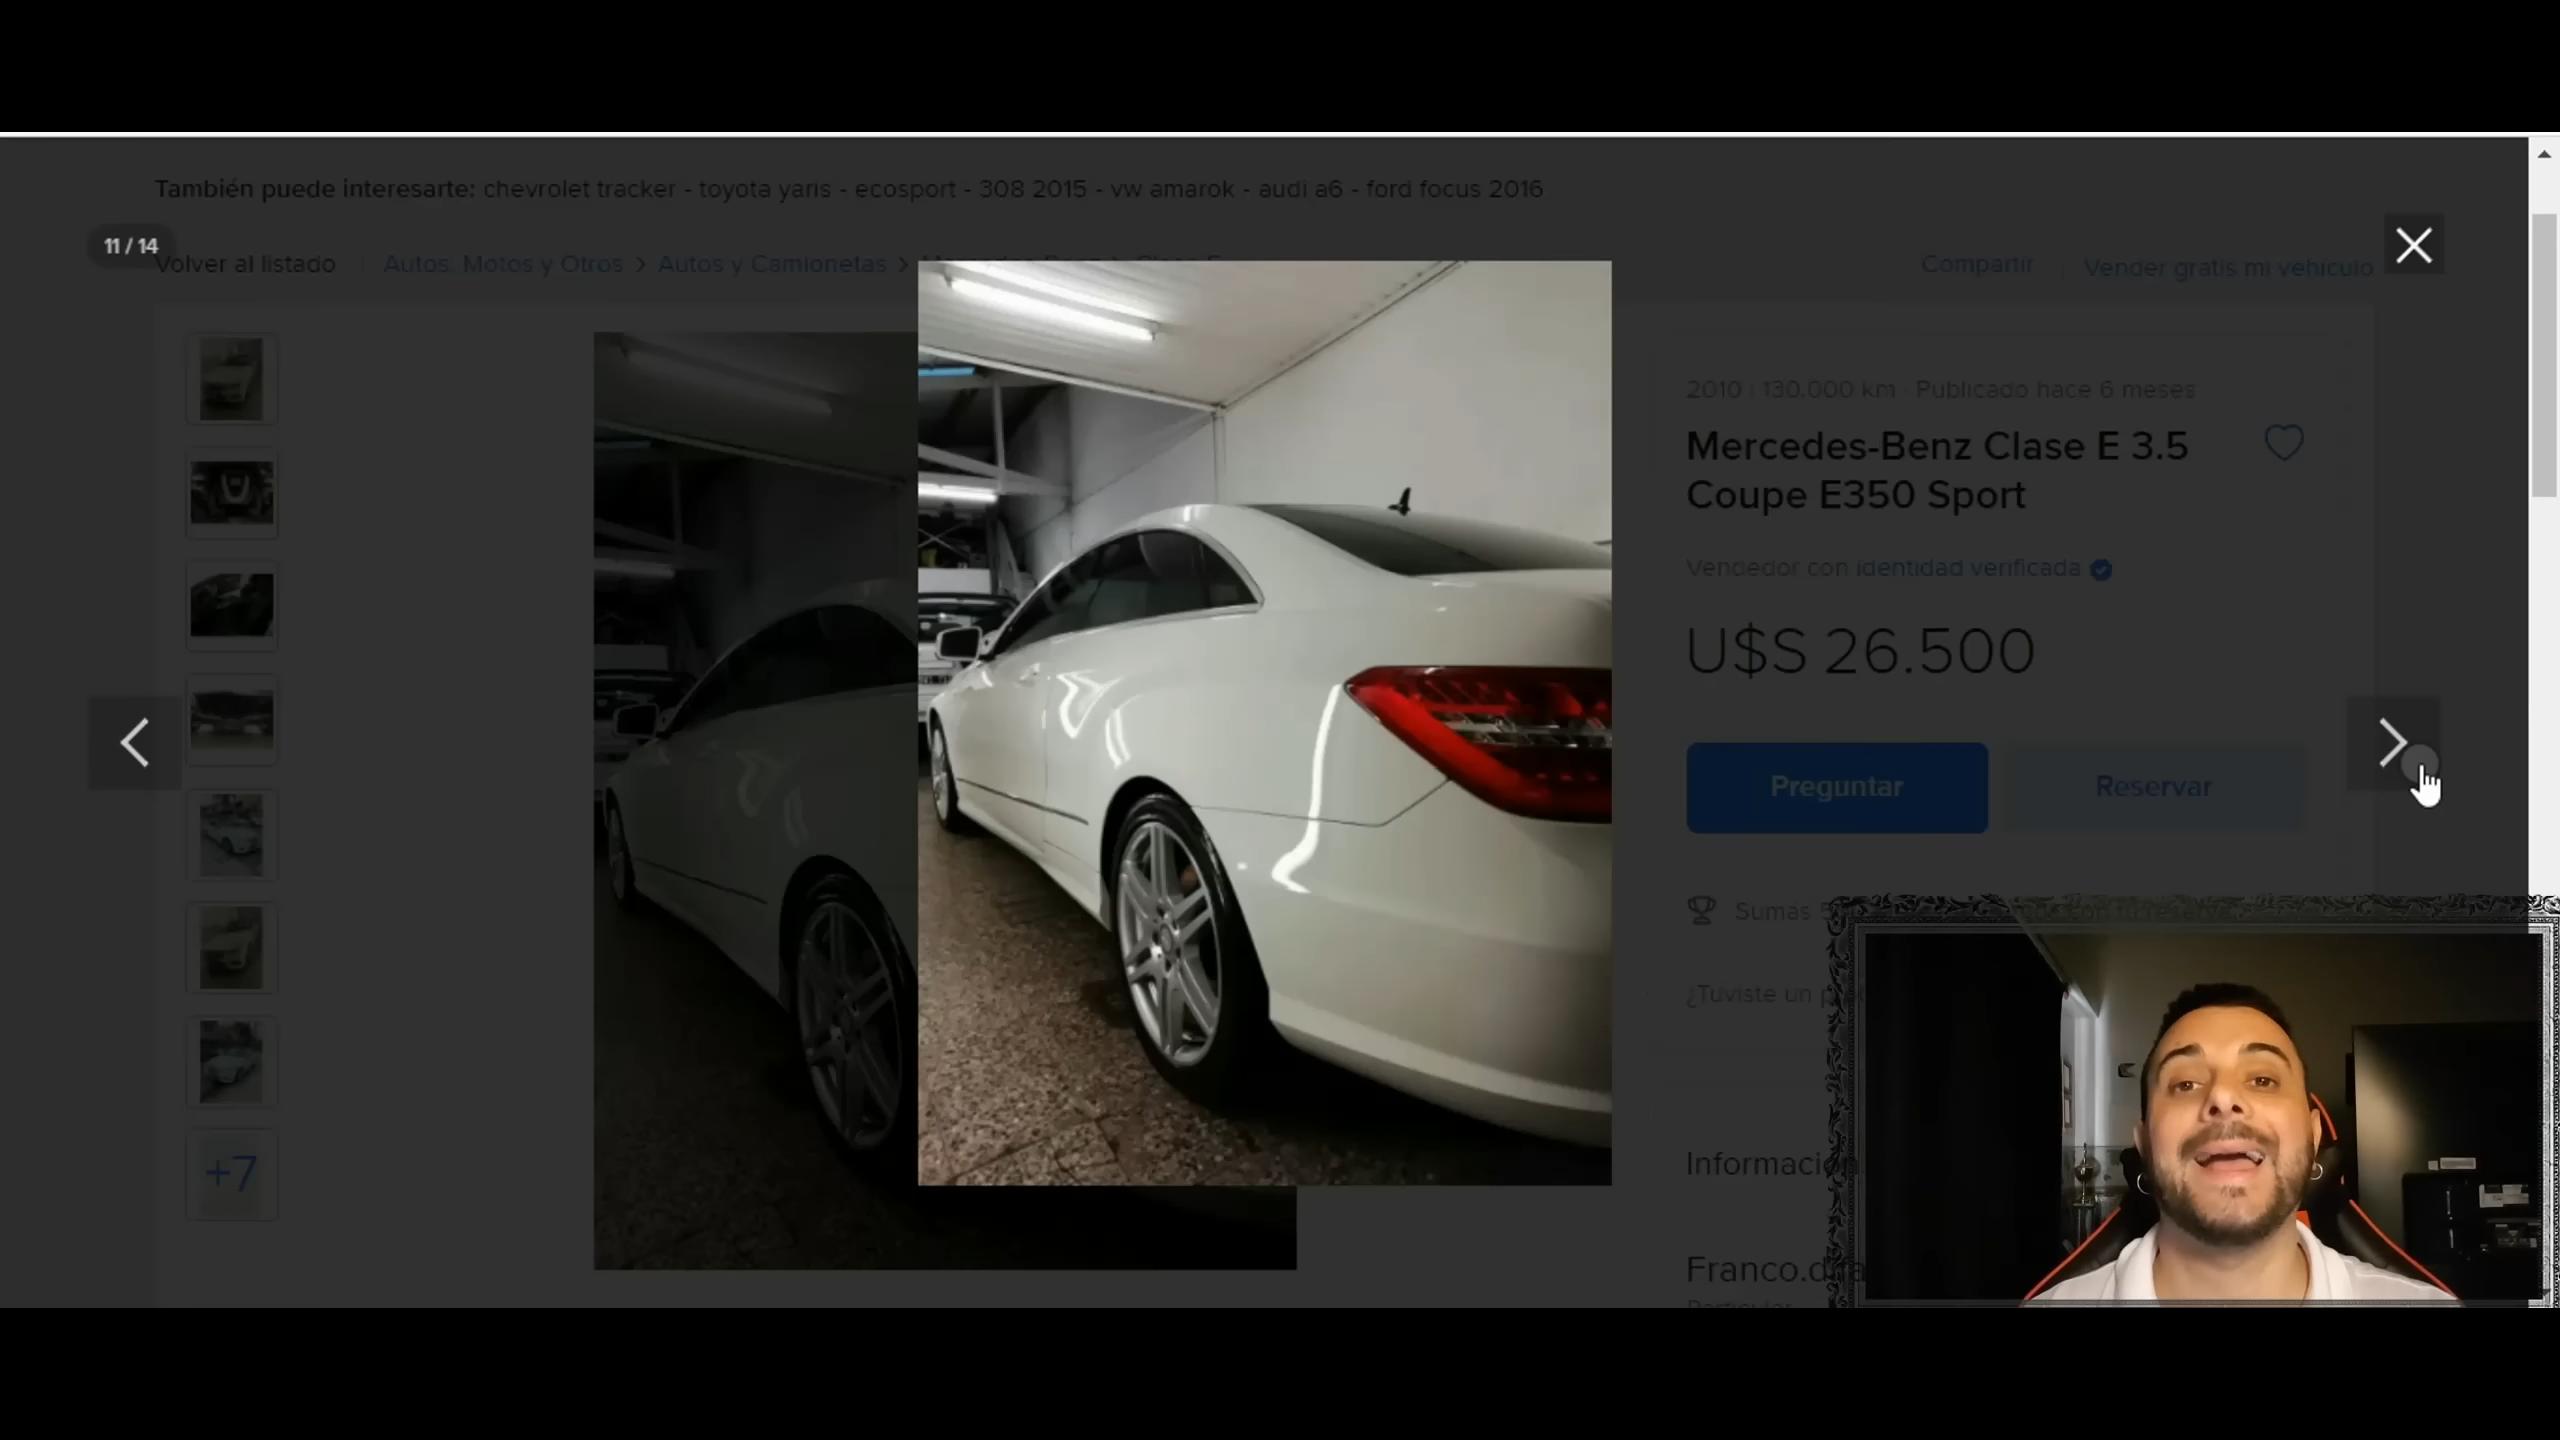 También puede interesarte: chevrolet tracker - toyota yaris - ecosport - 308 2015 - vw amarok - audi a6 - ford focus 2016
11 / 14
Volver al listado
Autos, Motos y Otros > Autos y Camionetas >
Compartir
Vender gratis mi vehículo
2010 | 130.000 km · Publicado hace 6 meses
Mercedes-Benz Clase E 3.5
Coupe E350 Sport
Vendedor con identidad verificada
U$S 26.500
Preguntar
Reservar
Sumas
¿Tuviste un
+7